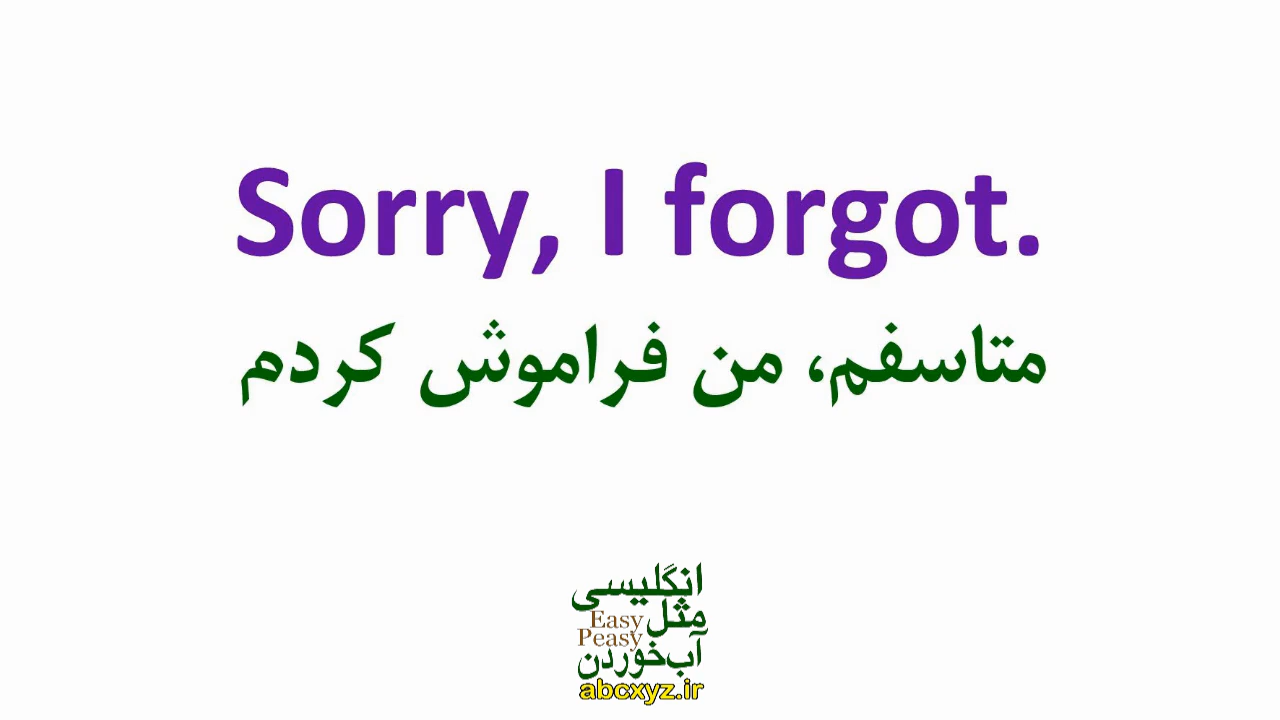 Sorry, I forgot.
متاسفم، من فراموش کردم
انگلیسی
مثل
Easy
Peasy
آب‌خوردن
abcxyz.ir